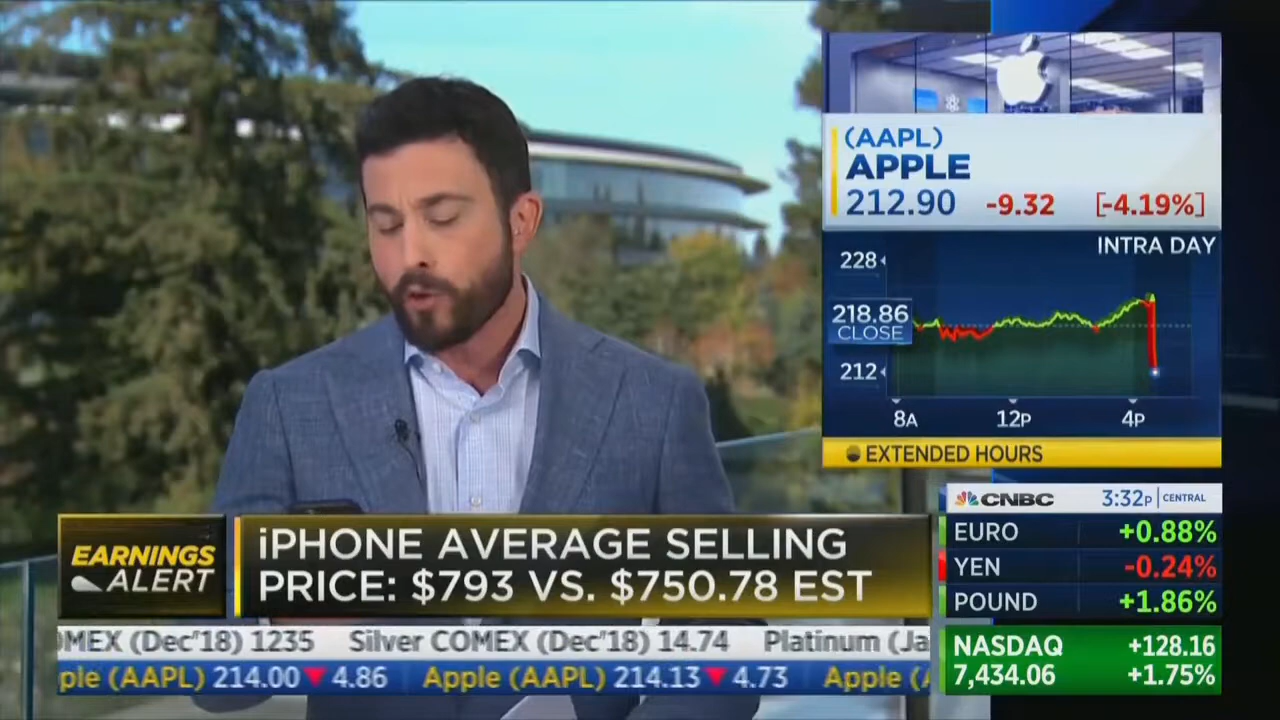 (AAPL)
APPLE
212.90 -9.32 [-4.19%]
INTRA DAY
228
218.86
CLOSE
212
8A 12P 4P
EXTENDED HOURS
CNBC 3:32P CENTRAL
EURO +0.88%
YEN -0.24%
POUND +1.86%
NASDAQ +128.16
7,434.06 +1.75%
EARNINGS
ALERT
iPHONE AVERAGE SELLING
PRICE: $793 VS. $750.78 EST
OMEX (Dec'18) 1235 Silver COMEX (Dec'18) 14.74 Platinum (Ja
ple (AAPL) 214.00 ▼ 4.86 Apple (AAPL) 214.13 ▼ 4.73 Apple (A